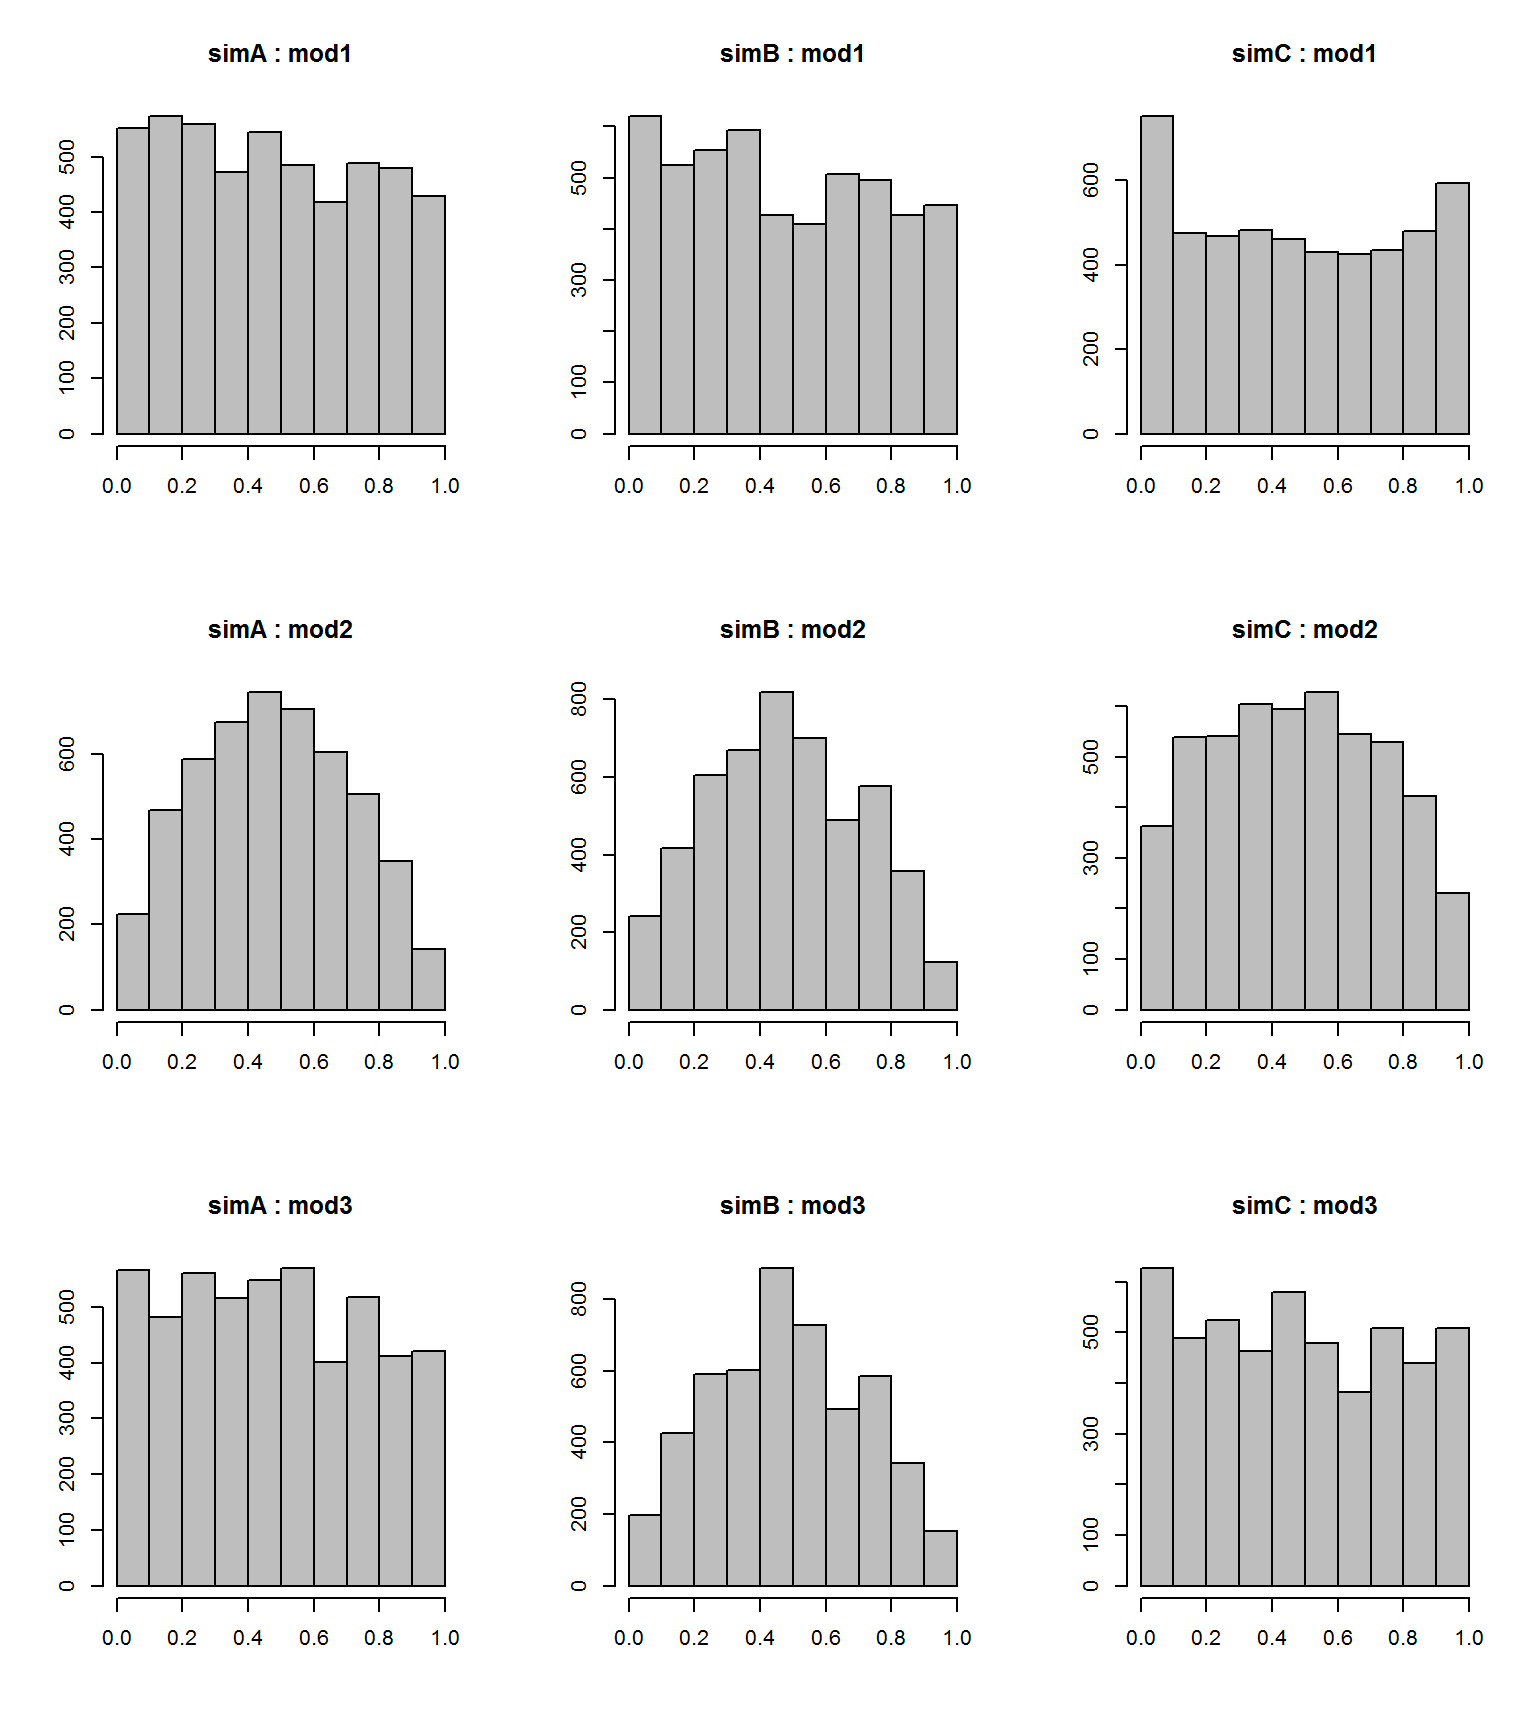 simA : mod1
0 100 200 300 400 500
0.0 0.2 0.4 0.6 0.8 1.0
simB : mod1
0 100 300 500
0.0 0.2 0.4 0.6 0.8 1.0
simC : mod1
0 200 400 600
0.0 0.2 0.4 0.6 0.8 1.0
simA : mod2
0 200 400 600
0.0 0.2 0.4 0.6 0.8 1.0
simB : mod2
0 200 400 600 800
0.0 0.2 0.4 0.6 0.8 1.0
simC : mod2
0 100 300 500
0.0 0.2 0.4 0.6 0.8 1.0
simA : mod3
0 100 200 300 400 500
0.0 0.2 0.4 0.6 0.8 1.0
simB : mod3
0 200 400 600 800
0.0 0.2 0.4 0.6 0.8 1.0
simC : mod3
0 100 300 500
0.0 0.2 0.4 0.6 0.8 1.0